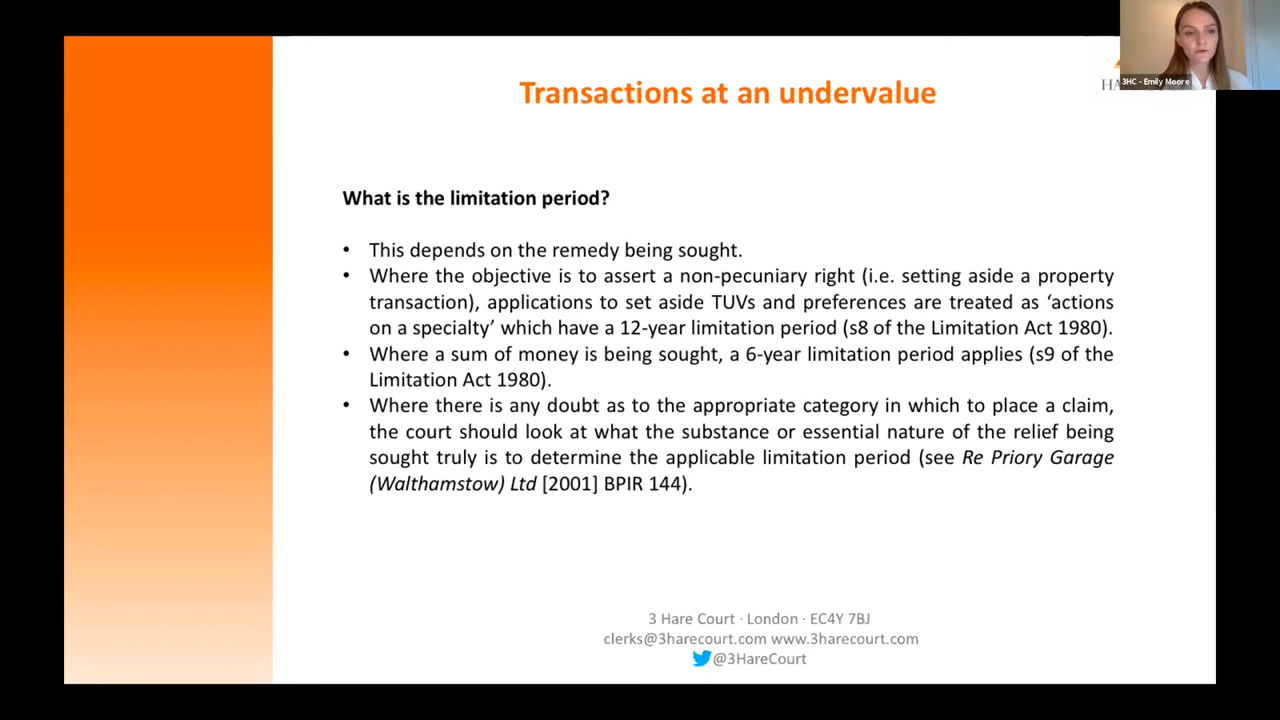 Transactions at an undervalue
HA
3HC - Emily Moore
What is the limitation period?
• This depends on the remedy being sought.
• Where the objective is to assert a non-pecuniary right (i.e. setting aside a property
transaction), applications to set aside TUVs and preferences are treated as ‘actions
on a specialty’ which have a 12-year limitation period (s8 of the Limitation Act 1980).
• Where a sum of money is being sought, a 6-year limitation period applies (s9 of the
Limitation Act 1980).
• Where there is any doubt as to the appropriate category in which to place a claim,
the court should look at what the substance or essential nature of the relief being
sought truly is to determine the applicable limitation period (see Re Priory Garage
(Walthamstow) Ltd [2001] BPIR 144).
3 Hare Court · London · EC4Y 7BJ
clerks@3harecourt.com www.3harecourt.com
@3HareCourt